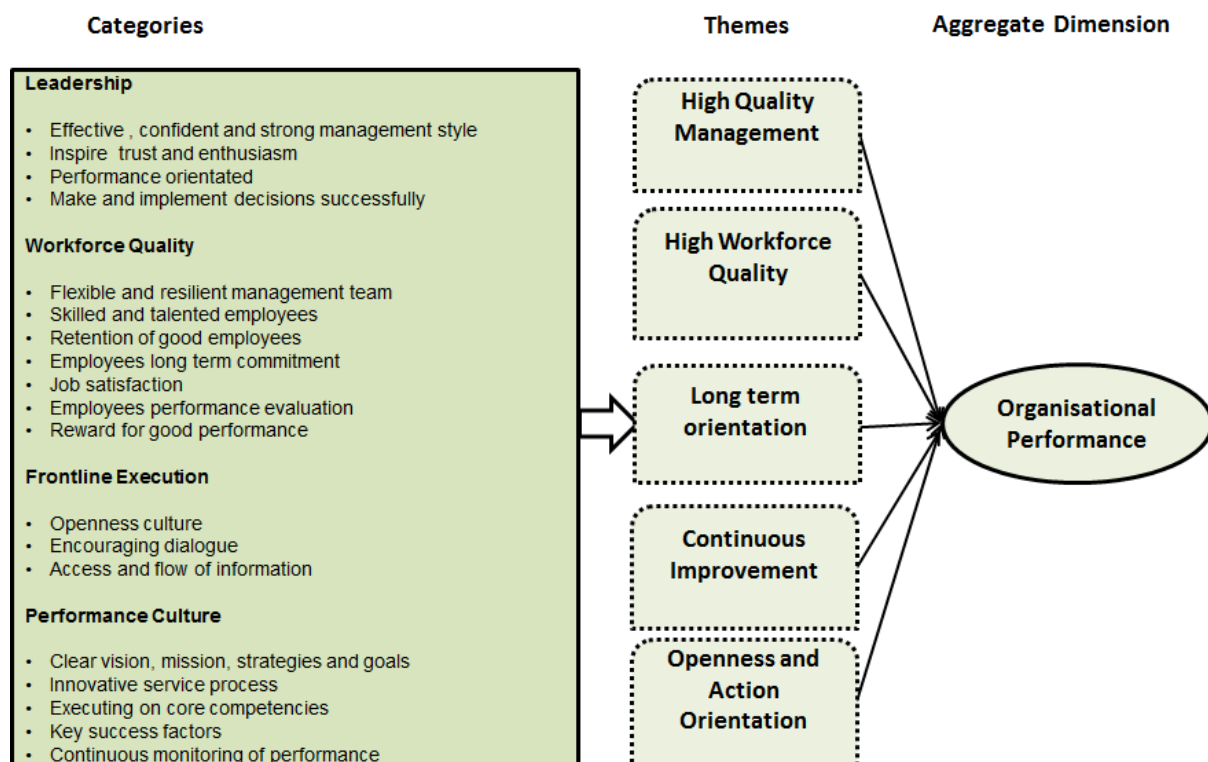 Categories
Themes
Aggregate Dimension
Leadership
• Effective , confident and strong management style
• Inspire trust and enthusiasm
• Performance orientated
• Make and implement decisions successfully
Workforce Quality
• Flexible and resilient management team
• Skilled and talented employees
• Retention of good employees
• Employees long term commitment
• Job satisfaction
• Employees performance evaluation
• Reward for good performance
Frontline Execution
• Openness culture
• Encouraging dialogue
• Access and flow of information
Performance Culture
• Clear vision, mission, strategies and goals
• Innovative service process
• Executing on core competencies
• Key success factors
• Continuous monitoring of performance
High Quality
Management
High Workforce
Quality
Long term
orientation
Continuous
Improvement
Openness and
Action
Orientation
Organisational
Performance